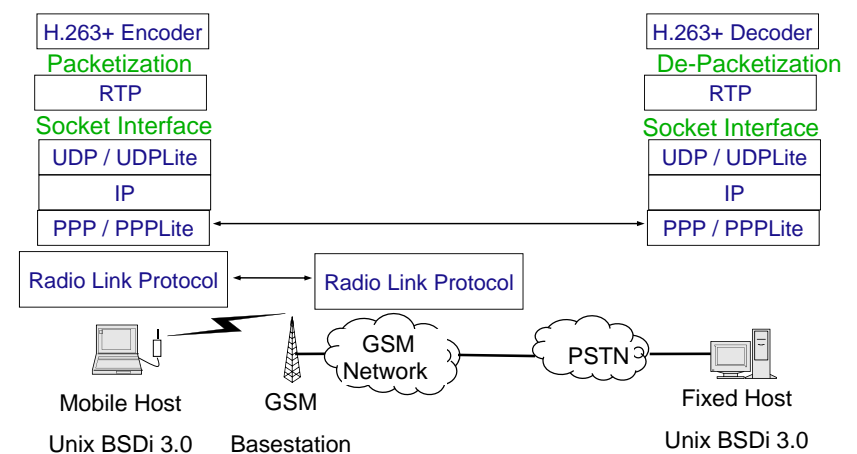 H.263+ Encoder
H.263+ Decoder
Packetization
De-Packetization
RTP
RTP
Socket Interface
Socket Interface
UDP / UDPLite
UDP / UDPLite
IP
IP
PPP / PPPLite
PPP / PPPLite
Radio Link Protocol
Radio Link Protocol
GSM
Network
PSTN
Mobile Host
GSM
Fixed Host
Unix BSDi 3.0
Basestation
Unix BSDi 3.0